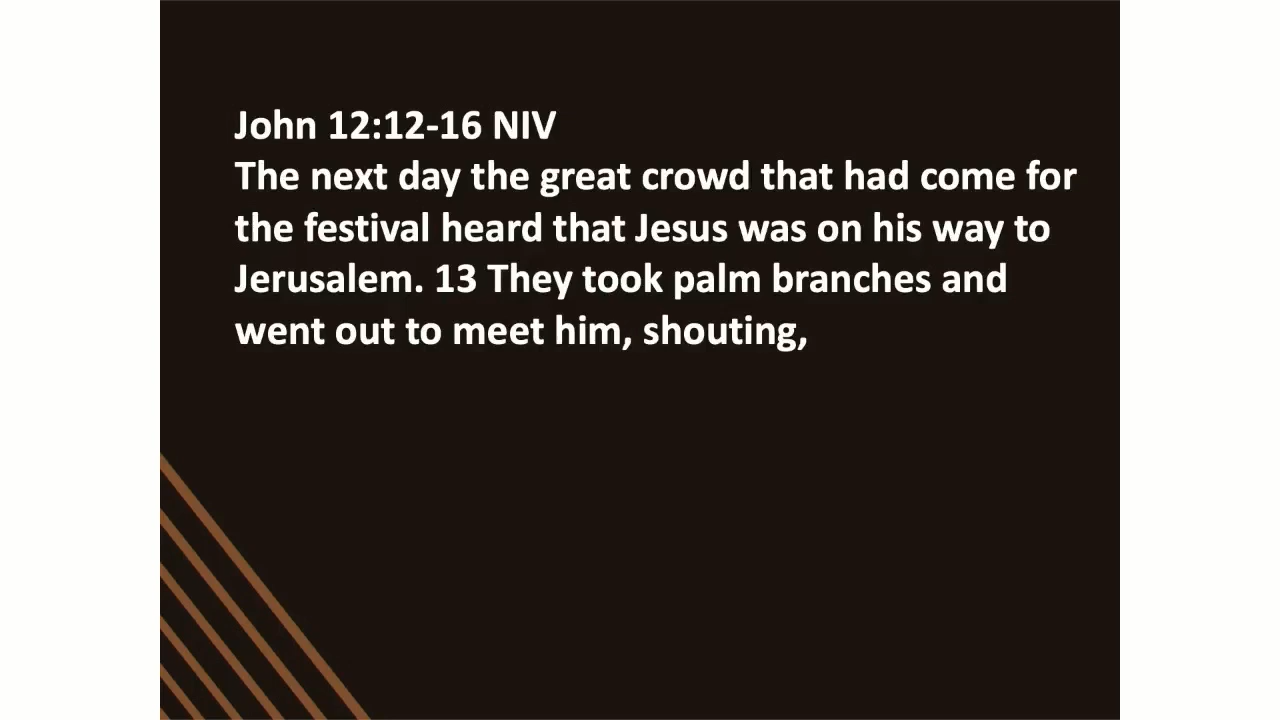 John 12:12-16 NIV
The next day the great crowd that had come for
the festival heard that Jesus was on his way to
Jerusalem. 13 They took palm branches and
went out to meet him, shouting,